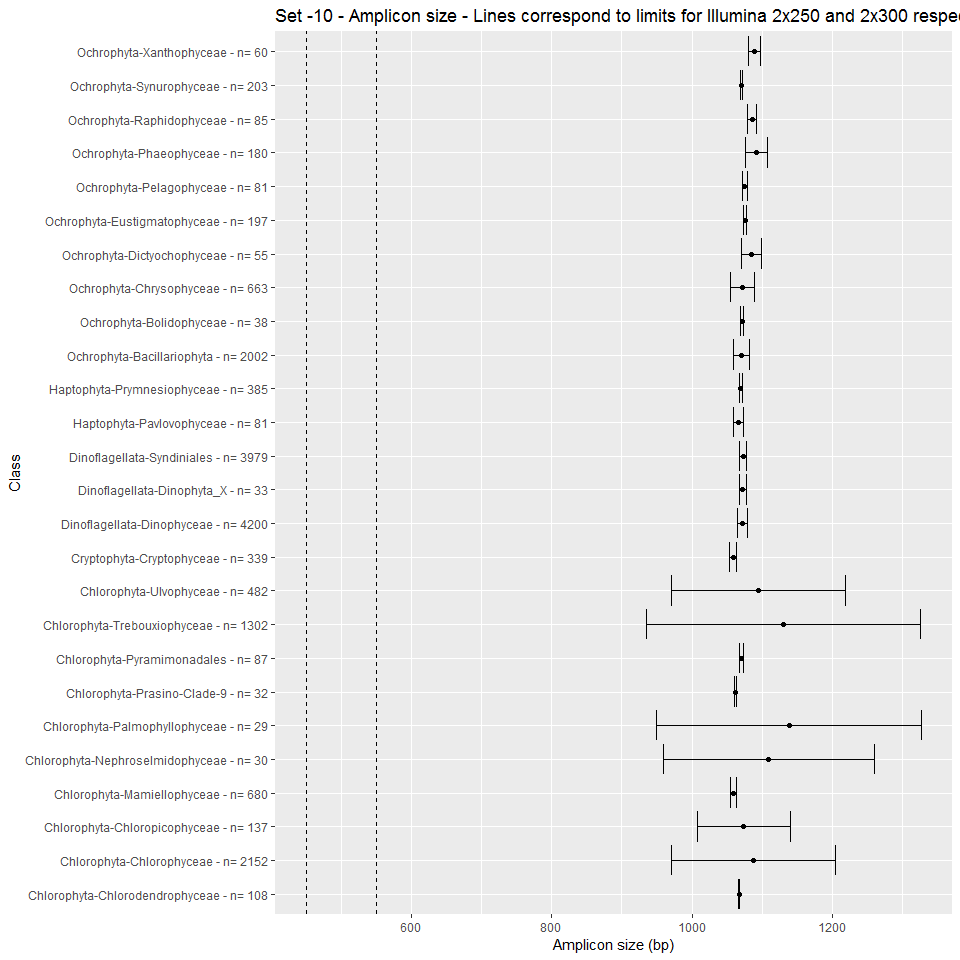 Set -10 - Amplicon size - Lines correspond to limits for Illumina 2x250 and 2x300 respec
Ochrophyta-Xanthophyceae - n= 60
Ochrophyta-Synurophyceae - n= 203
Ochrophyta-Raphidophyceae - n= 85
Ochrophyta-Phaeophyceae - n= 180
Ochrophyta-Pelagophyceae - n= 81
Ochrophyta-Eustigmatophyceae - n= 197
Ochrophyta-Dictyochophyceae - n= 55
Ochrophyta-Chrysophyceae - n= 663
Ochrophyta-Bolidophyceae - n= 38
Ochrophyta-Bacillariophyta - n= 2002
Haptophyta-Prymnesiophyceae - n= 385
Haptophyta-Pavlovophyceae - n= 81
Dinoflagellata-Syndiniales - n= 3979
Dinoflagellata-Dinophyta_X - n= 33
Dinoflagellata-Dinophyceae - n= 4200
Cryptophyta-Cryptophyceae - n= 339
Chlorophyta-Ulvophyceae - n= 482
Chlorophyta-Trebouxiophyceae - n= 1302
Chlorophyta-Pyramimonadales - n= 87
Chlorophyta-Prasino-Clade-9 - n= 32
Chlorophyta-Palmophyllophyceae - n= 29
Chlorophyta-Nephroselmidophyceae - n= 30
Chlorophyta-Mamiellophyceae - n= 680
Chlorophyta-Chloropicophyceae - n= 137
Chlorophyta-Chlorophyceae - n= 2152
Chlorophyta-Chlorodendrophyceae - n= 108
Class
600 800 1000 1200
Amplicon size (bp)